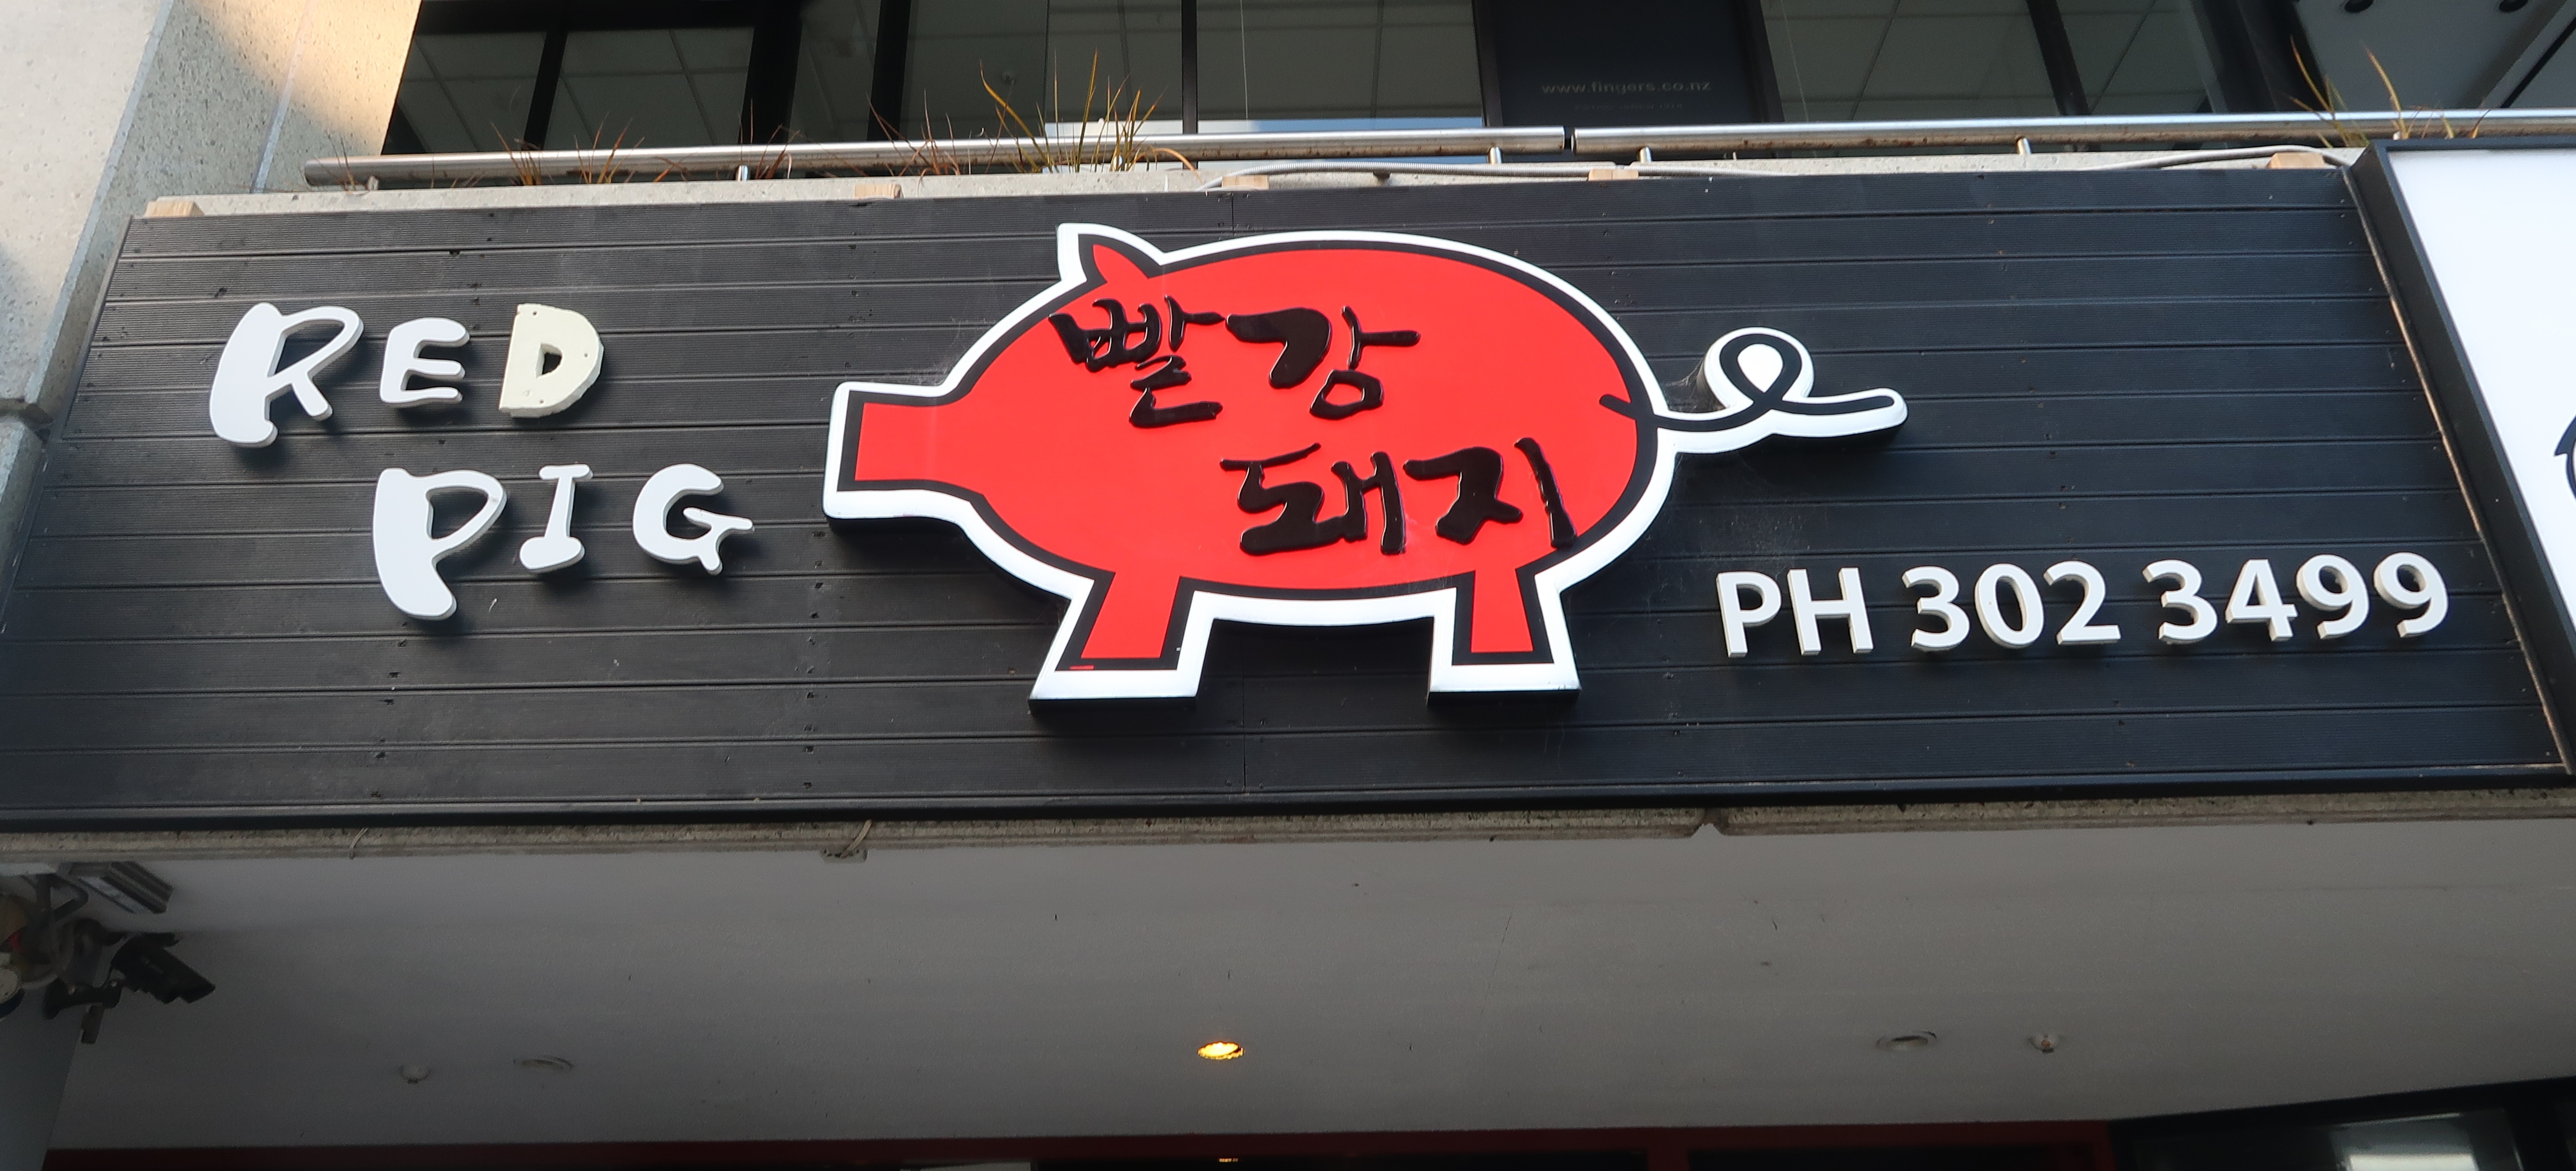 www.fingers.co.nz
RED
PIG
빨강
돼지
PH 302 3499